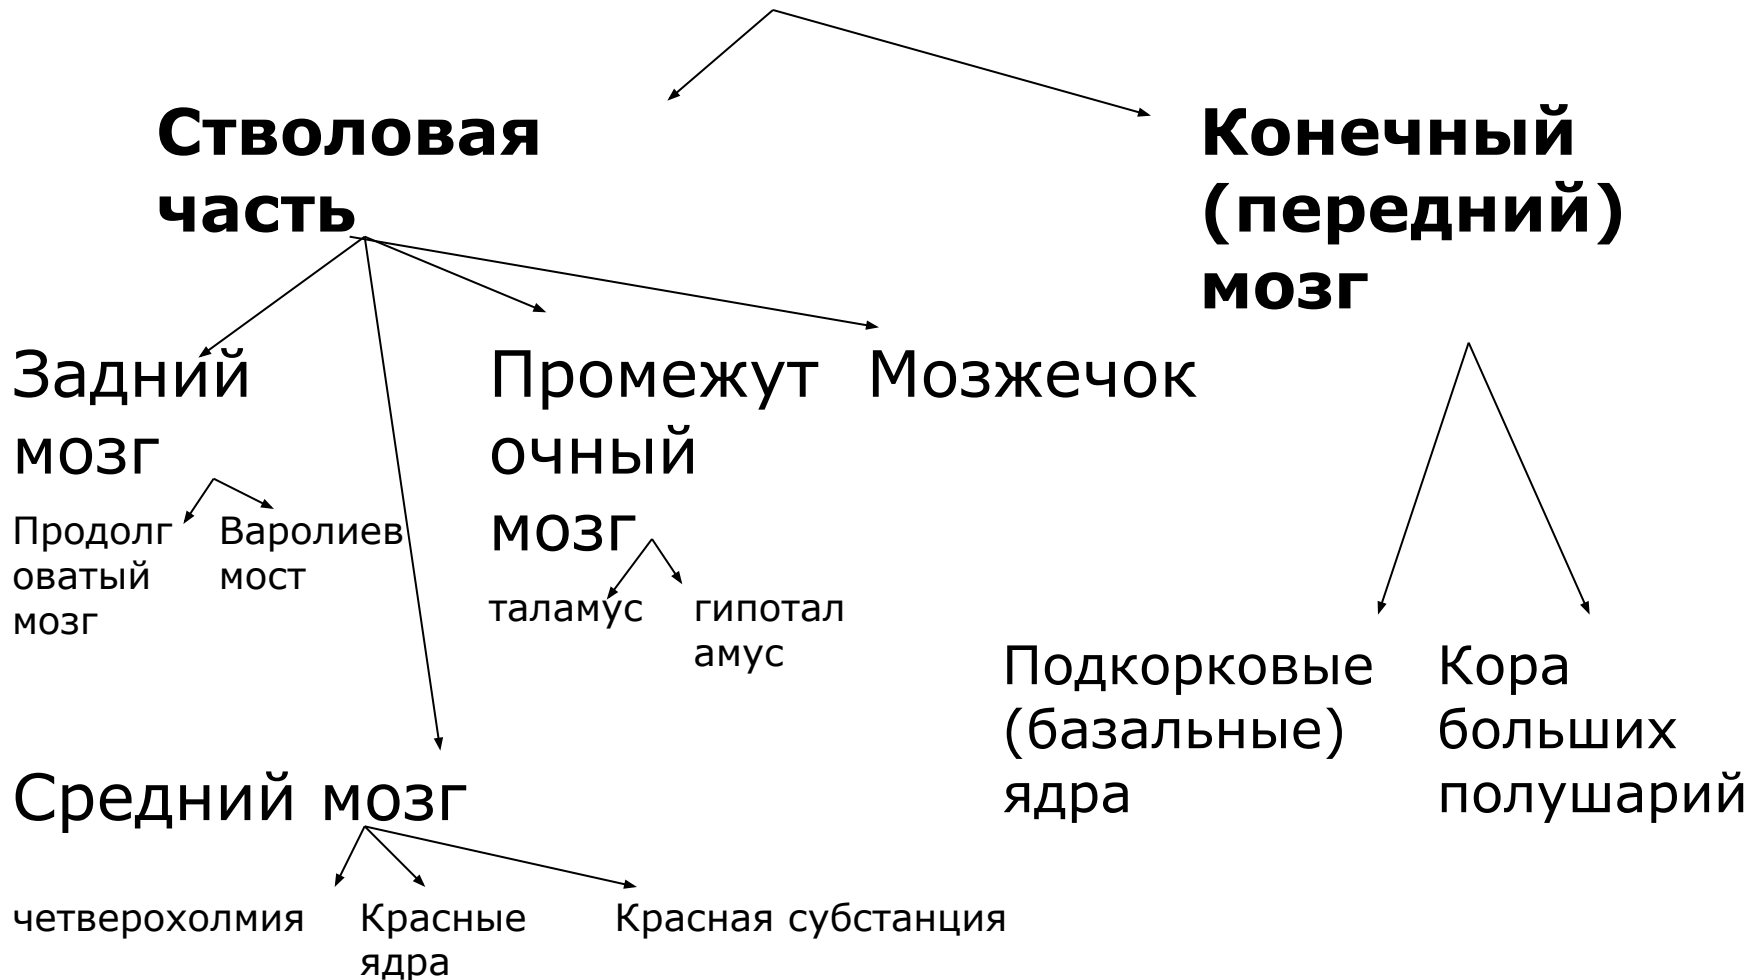 Стволовая
часть
Конечный
(передний)
мозг
Задний
мозг
Продолг
оватый
мозг
Варолиев
мост
Промежут
очный
мозг
таламус
гипотал
амус
Мозжечок
Средний мозг
четверохолмия
Красные
ядра
Красная субстанция
Подкорковые
(базальные)
ядра
Кора
больших
полушарий